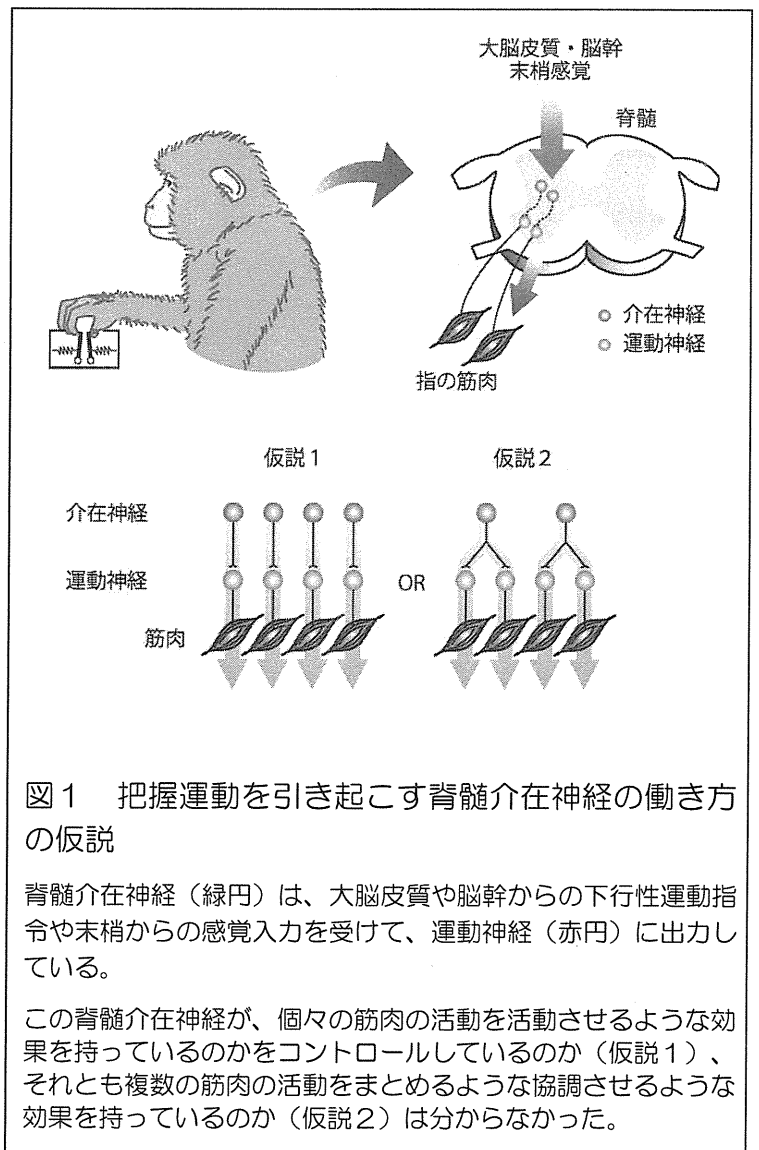 大脳皮質・脳幹
末梢感覚
脊髄
介在神経
運動神経
指の筋肉
仮説1
仮説2
介在神経
運動神経
OR
筋肉
図1　把握運動を引き起こす脊髄介在神経の働き方
の仮説
脊髄介在神経（緑円）は、大脳皮質や脳幹からの下行性運動指
令や末梢からの感覚入力を受けて、運動神経（赤円）に出力し
ている。
この脊髄介在神経が、個々の筋肉の活動を活動させるような効
果を持っているのかをコントロールしているのか（仮説1）、
それとも複数の筋肉の活動をまとめるような協調させるような
効果を持っているのか（仮説2）は分からなかった。